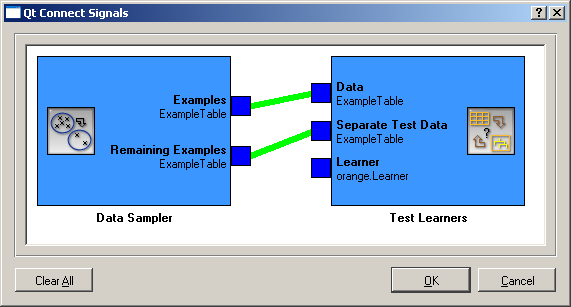 Qt Connect Signals
Examples
ExampleTable
Remaining Examples
ExampleTable
Data Sampler
Data
ExampleTable
Separate Test Data
ExampleTable
Learner
orange.Learner
?
Test Learners
Clear All
OK
Cancel